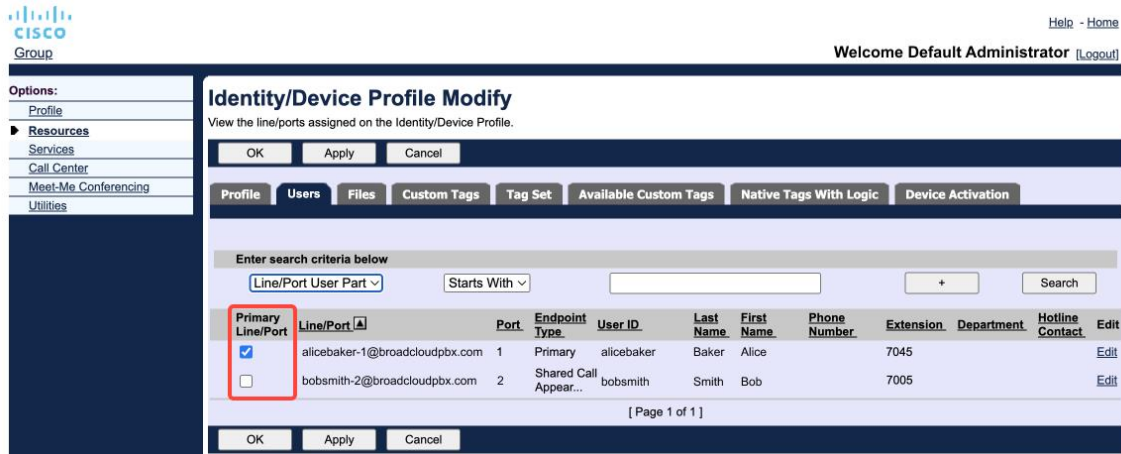 CISCO
Help - Home
Group
Welcome Default Administrator [Logout]
Options:
Profile
Resources
Services
Call Center
Meet-Me Conferencing
Utilities
Identity/Device Profile Modify
View the line/ports assigned on the Identity/Device Profile.
OK Apply Cancel
Profile Users Files Custom Tags Tag Set Available Custom Tags Native Tags With Logic Device Activation
Enter search criteria below
Line/Port User Part Starts With + Search
Primary Line/Port Line/Port Port Endpoint Type User ID Last Name First Name Phone Number Extension Department Hotline Contact Edit
alicebaker-1@broadcloudpbx.com 1 Primary alicebaker Baker Alice 7045 Edit
bobsmith-2@broadcloudpbx.com 2 Shared Call Appear... bobsmith Smith Bob 7005 Edit
[ Page 1 of 1 ]
OK Apply Cancel